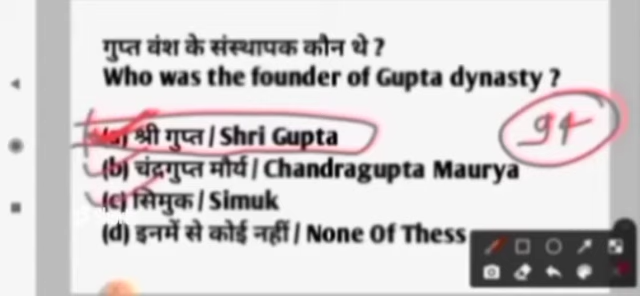 गुप्त वंश के संस्थापक कौन थे ?
Who was the founder of Gupta dynasty ?
(a) श्री गुप्त / Shri Gupta
94
(b) चंद्रगुप्त मौर्य / Chandragupta Maurya
(c) सिमुक / Simuk
(d) इनमें से कोई नहीं / None Of Thess